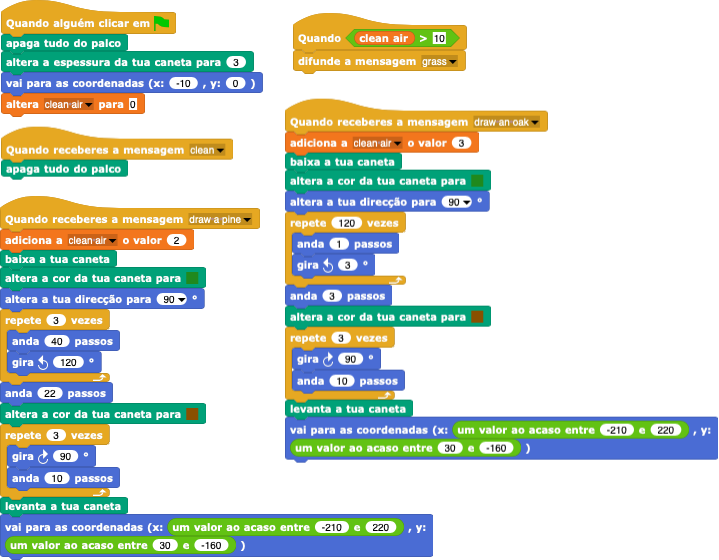 Quando alguém clicar em
apaga tudo do palco
altera a espessura da tua caneta para 3
vai para as coordenadas (x: -10 , y: 0 )
altera clean air para 0
Quando receberes a mensagem clean
apaga tudo do palco
Quando receberes a mensagem draw a pine
adiciona a clean air o valor 2
baixa a tua caneta
altera a cor da tua caneta para
altera a tua direcção para 90 °
repete 3 vezes
anda 40 passos
gira 120 °
anda 22 passos
altera a cor da tua caneta para
repete 3 vezes
gira 90 °
anda 10 passos
levanta a tua caneta
vai para as coordenadas (x: um valor ao acaso entre -210 e 220 , y:
um valor ao acaso entre 30 e -160 )
Quando clean air > 10
difunde a mensagem grass
Quando receberes a mensagem draw an oak
adiciona a clean air o valor 3
baixa a tua caneta
altera a cor da tua caneta para
altera a tua direcção para 90 °
repete 120 vezes
anda 1 passos
gira 3 °
anda 3 passos
altera a cor da tua caneta para
repete 3 vezes
gira 90 °
anda 10 passos
levanta a tua caneta
vai para as coordenadas (x: um valor ao acaso entre -210 e 220 , y:
um valor ao acaso entre 30 e -160 )